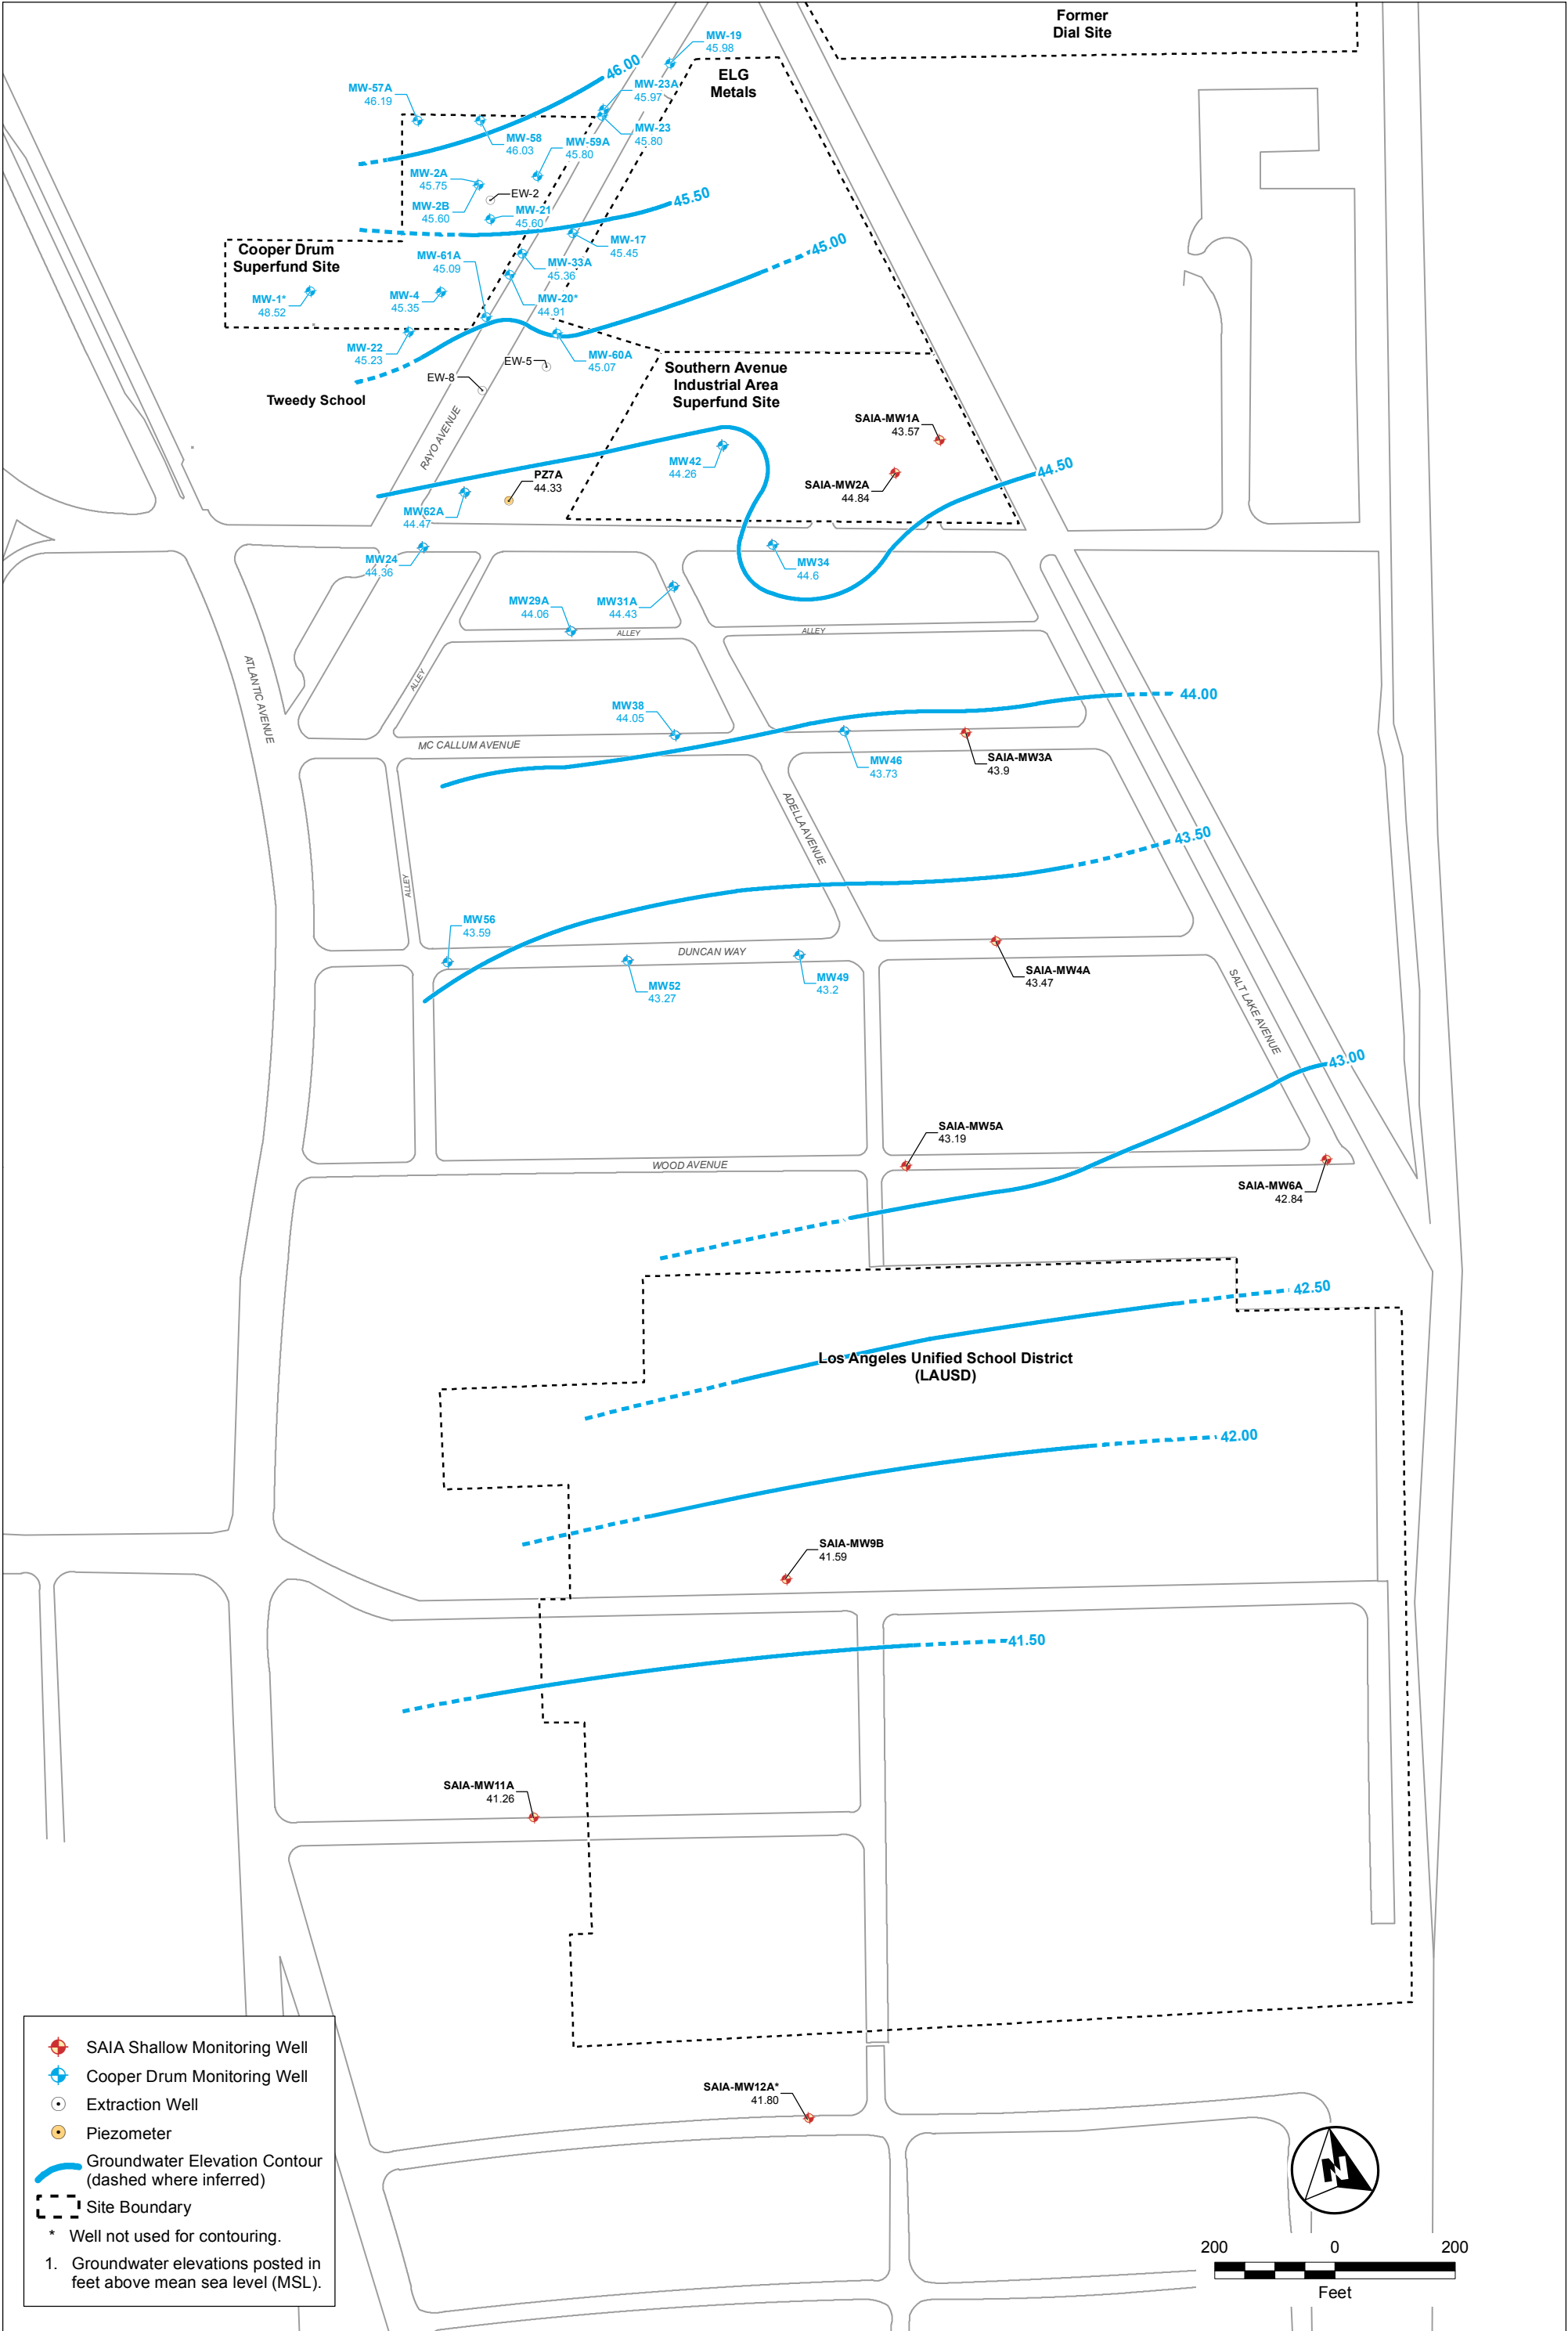 Former
Dial Site
MW-19
45.98
46.00
ELG
Metals
MW-57A
46.19
MW-23A
45.97
MW-23
45.80
MW-58
46.03
MW-59A
45.80
MW-2A
45.75
EW-2
45.50
MW-2B
45.60
MW-21
45.60
MW-17
45.45
45.00
Cooper Drum
Superfund Site
MW-61A
45.09
MW-33A
45.36
MW-1*
48.52
MW-4
45.35
MW-20*
44.91
MW-22
45.23
MW-60A
45.07
EW-5
EW-8
Southern Avenue
Industrial Area
Superfund Site
Tweedy School
RAYO AVENUE
SAIA-MW1A
43.57
MW42
44.26
44.50
PZ7A
44.33
SAIA-MW2A
44.84
MW62A
44.47
MW24
44.36
MW34
44.6
MW29A
44.06
MW31A
44.43
ALLEY
ALLEY
ALLEY
ATLANTIC AVENUE
44.00
MW38
44.05
MC CALLUM AVENUE
MW46
43.73
SAIA-MW3A
43.9
ADELLA AVENUE
43.50
ALLEY
MW56
43.59
DUNCAN WAY
MW52
43.27
MW49
43.2
SAIA-MW4A
43.47
SALT LAKE AVENUE
43.00
SAIA-MW5A
43.19
WOOD AVENUE
SAIA-MW6A
42.84
42.50
Los Angeles Unified School District
(LAUSD)
42.00
SAIA-MW9B
41.59
41.50
SAIA-MW11A
41.26
SAIA-MW12A*
41.80
SAIA Shallow Monitoring Well
Cooper Drum Monitoring Well
Extraction Well
Piezometer
Groundwater Elevation Contour
(dashed where inferred)
Site Boundary
* Well not used for contouring.
1. Groundwater elevations posted in
feet above mean sea level (MSL).
N
200 0 200
Feet